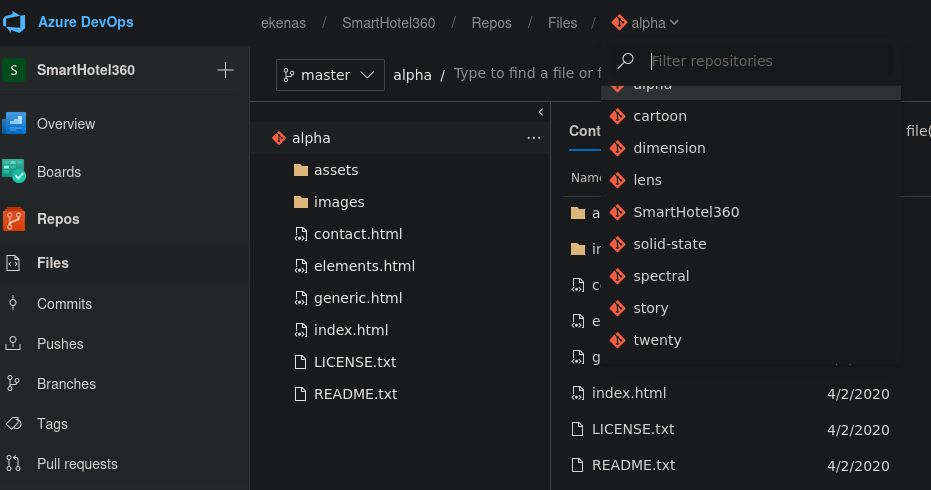 Azure DevOps
ekenas / SmartHotel360 / Repos / Files / alpha
S SmartHotel360
Overview
Boards
Repos
Files
Commits
Pushes
Branches
Tags
Pull requests
master alpha / Type to find a file or f
alpha
assets
images
contact.html
elements.html
generic.html
index.html
LICENSE.txt
README.txt
Filter repositories
alpha
cartoon
dimension
lens
SmartHotel360
solid-state
spectral
story
twenty
Cont file(
Name
a
in
c
e
g
index.html 4/2/2020
LICENSE.txt 4/2/2020
README.txt 4/2/2020